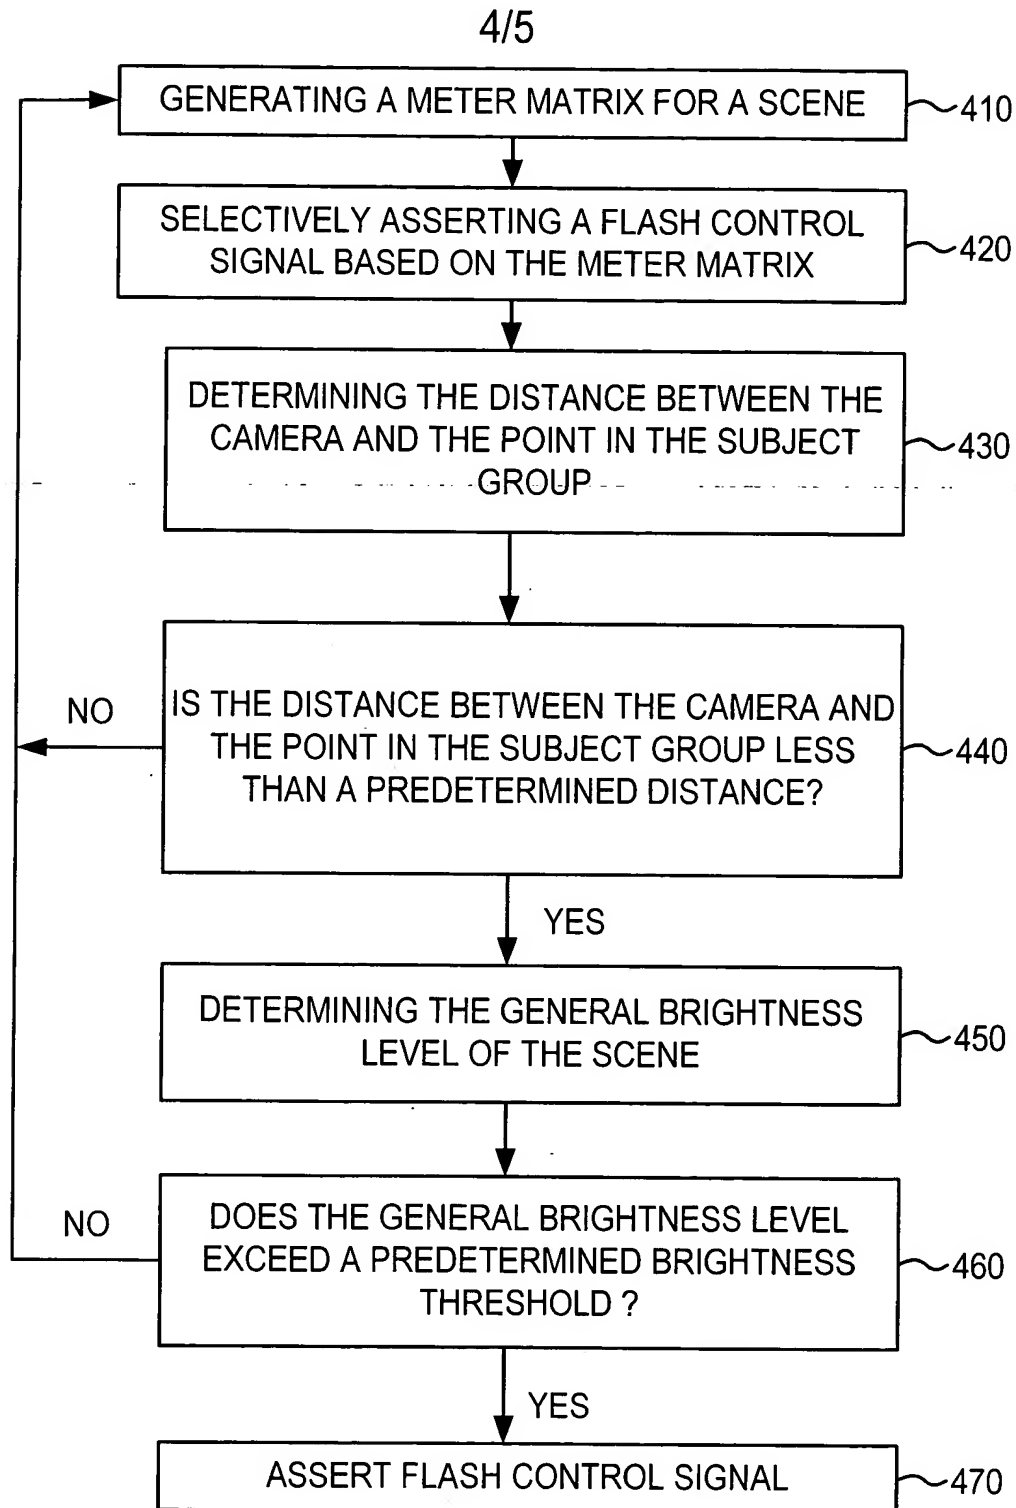 4/5
GENERATING A METER MATRIX FOR A SCENE
410
SELECTIVELY ASSERTING A FLASH CONTROL
SIGNAL BASED ON THE METER MATRIX
420
DETERMINING THE DISTANCE BETWEEN THE
CAMERA AND THE POINT IN THE SUBJECT
GROUP
430
NO
IS THE DISTANCE BETWEEN THE CAMERA AND
THE POINT IN THE SUBJECT GROUP LESS
THAN A PREDETERMINED DISTANCE?
440
YES
DETERMINING THE GENERAL BRIGHTNESS
LEVEL OF THE SCENE
450
NO
DOES THE GENERAL BRIGHTNESS LEVEL
EXCEED A PREDETERMINED BRIGHTNESS
THRESHOLD ?
460
YES
ASSERT FLASH CONTROL SIGNAL
470